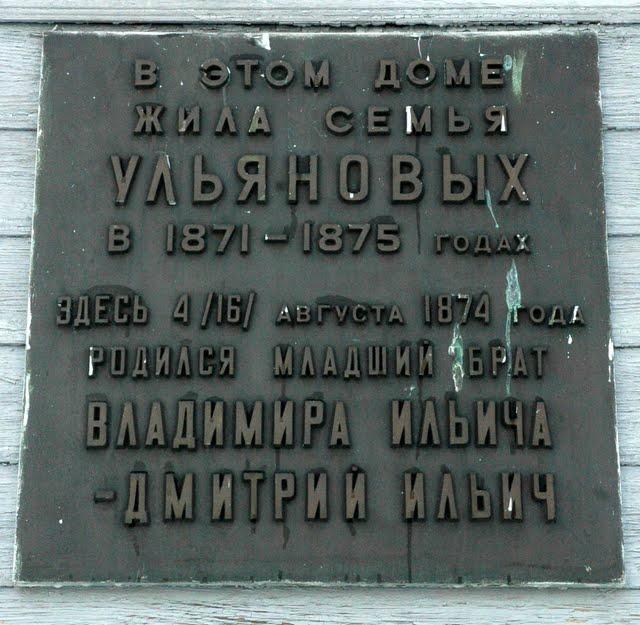 В ЭТОМ ДОМЕ
ЖИЛА СЕМЬЯ
УЛЬЯНОВЫХ
В 1871-1875 ГОДАХ
ЗДЕСЬ 4/16/ АВГУСТА 1874 ГОДА
РОДИЛСЯ МЛАДШИЙ БРАТ
ВЛАДИМИРА ИЛЬИЧА
-ДМИТРИЙ ИЛЬИЧ